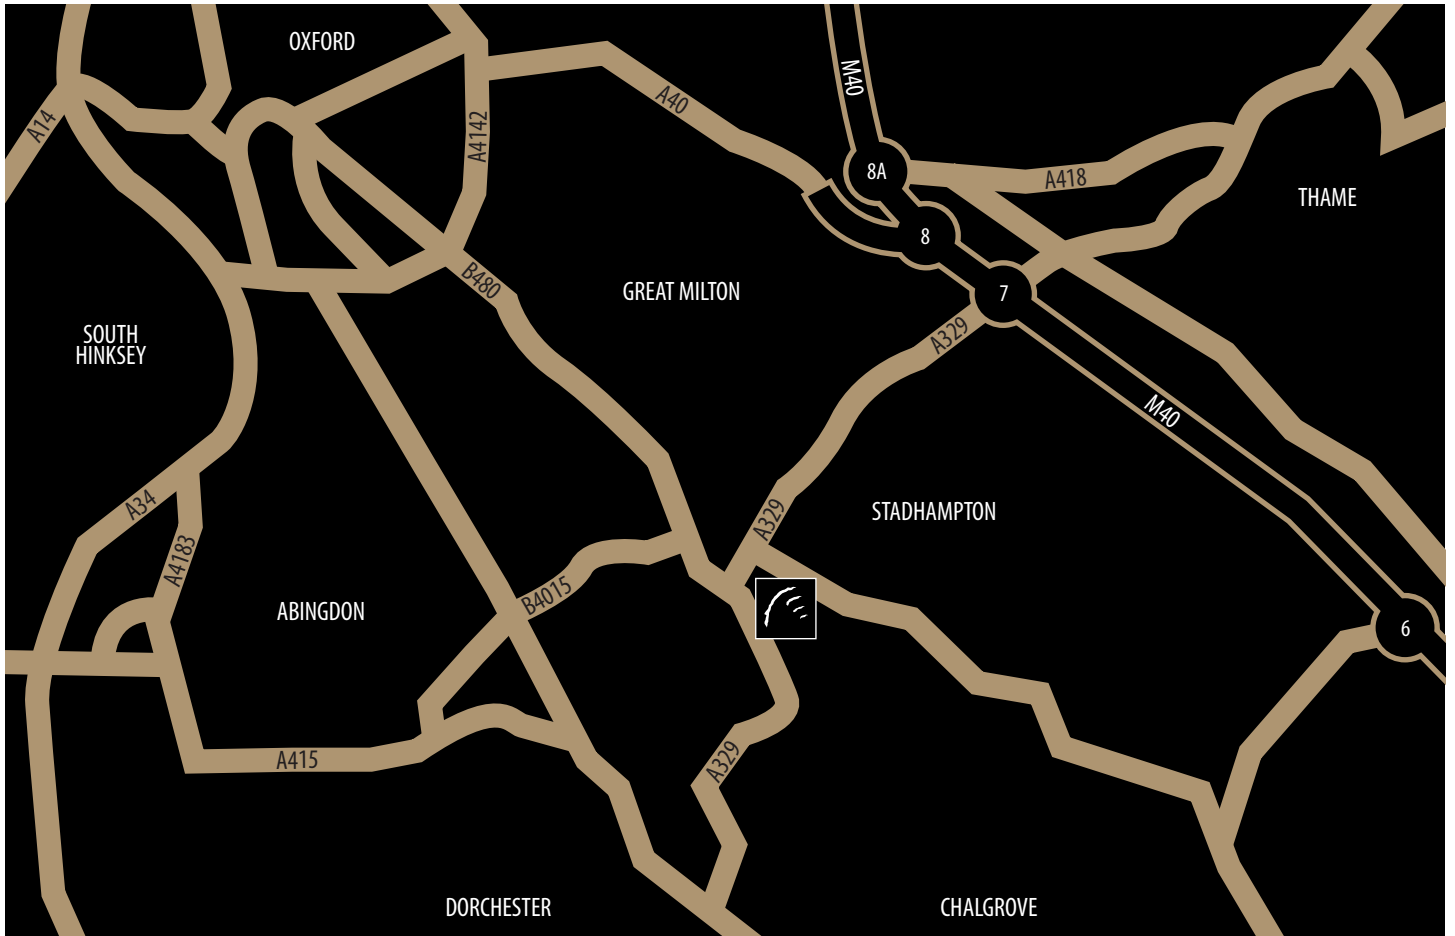 OXFORD
M40
A40
A14
A4142
8A
A418
THAME
8
B480
GREAT MILTON
7
SOUTH
HINKSEY
A329
M40
A34
A329
STADHAMPTON
A4183
B4015
ABINGDON
6
A415
A329
DORCHESTER
CHALGROVE